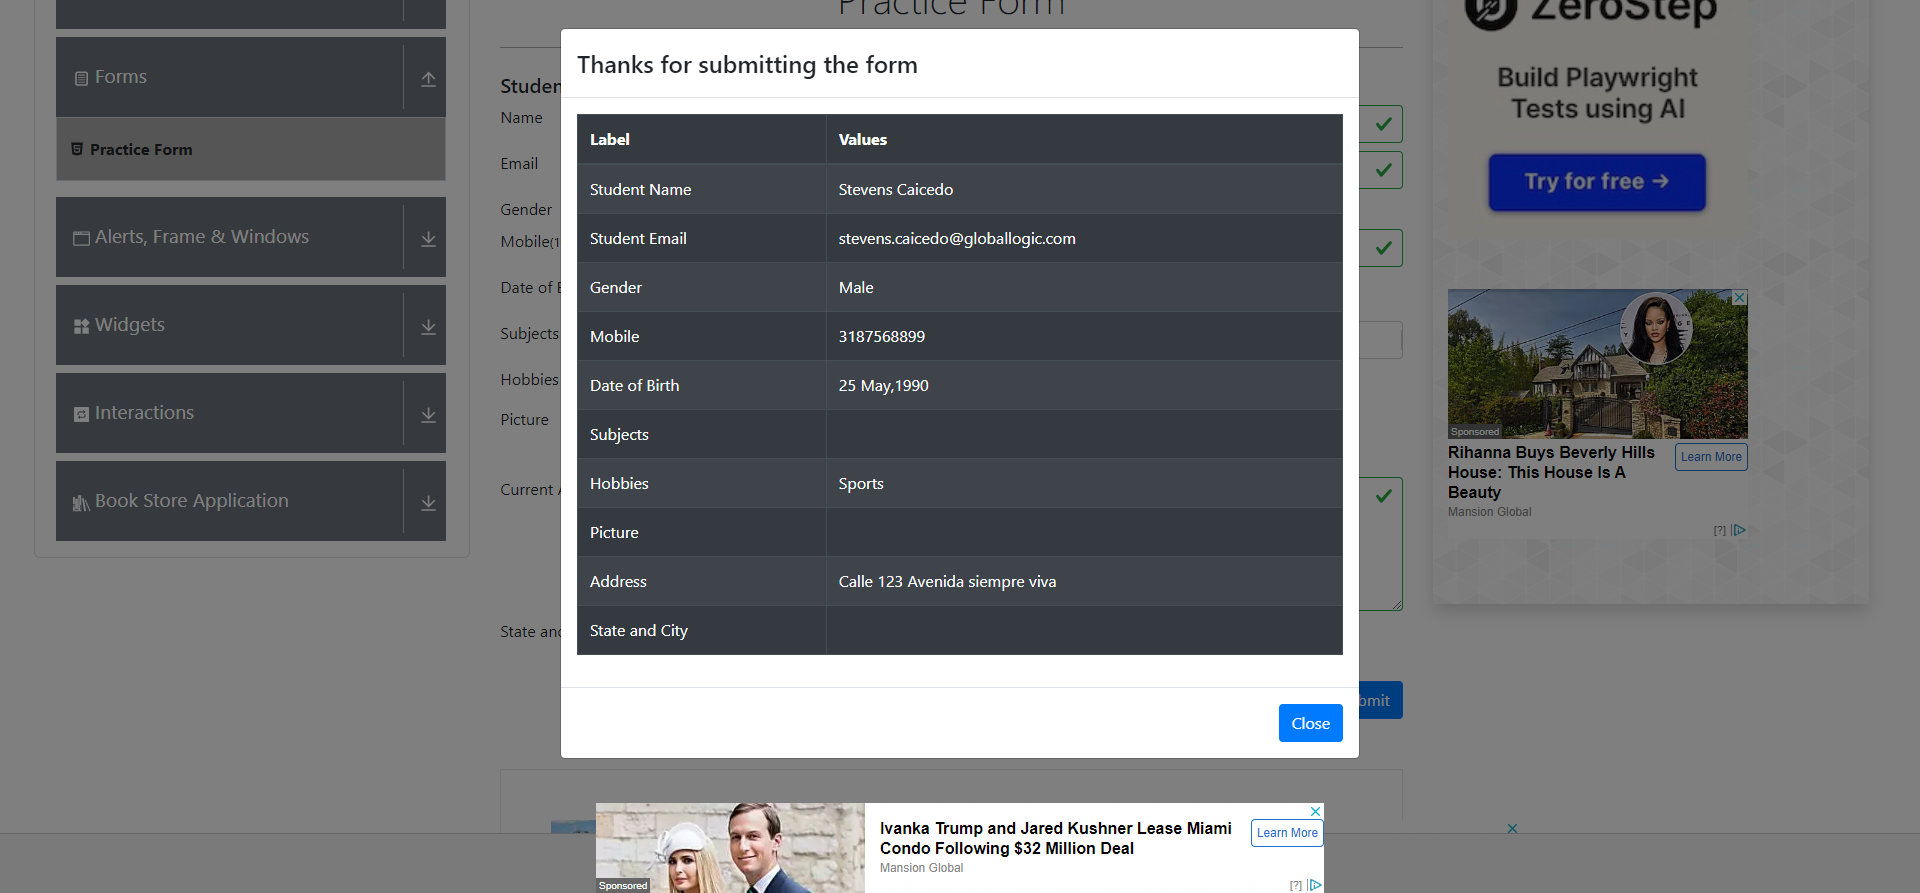 Practice Form
Forms
Practice Form
Alerts, Frame & Windows
Widgets
Interactions
Book Store Application
Studen
Name
Email
Gender
Mobile(1
Date of B
Subjects
Hobbies
Picture
Current A
State and
Thanks for submitting the form
Label Values
Student Name Stevens Caicedo
Student Email stevens.caicedo@globallogic.com
Gender Male
Mobile 3187568899
Date of Birth 25 May,1990
Subjects
Hobbies Sports
Picture
Address Calle 123 Avenida siempre viva
State and City
Close
bmit
ZeroStep
Build Playwright
Tests using AI
Try for free →
Sponsored
Rihanna Buys Beverly Hills
House: This House Is A
Beauty
Mansion Global
Learn More
[?]
Sponsored
Ivanka Trump and Jared Kushner Lease Miami
Condo Following $32 Million Deal
Mansion Global
Learn More
[?]